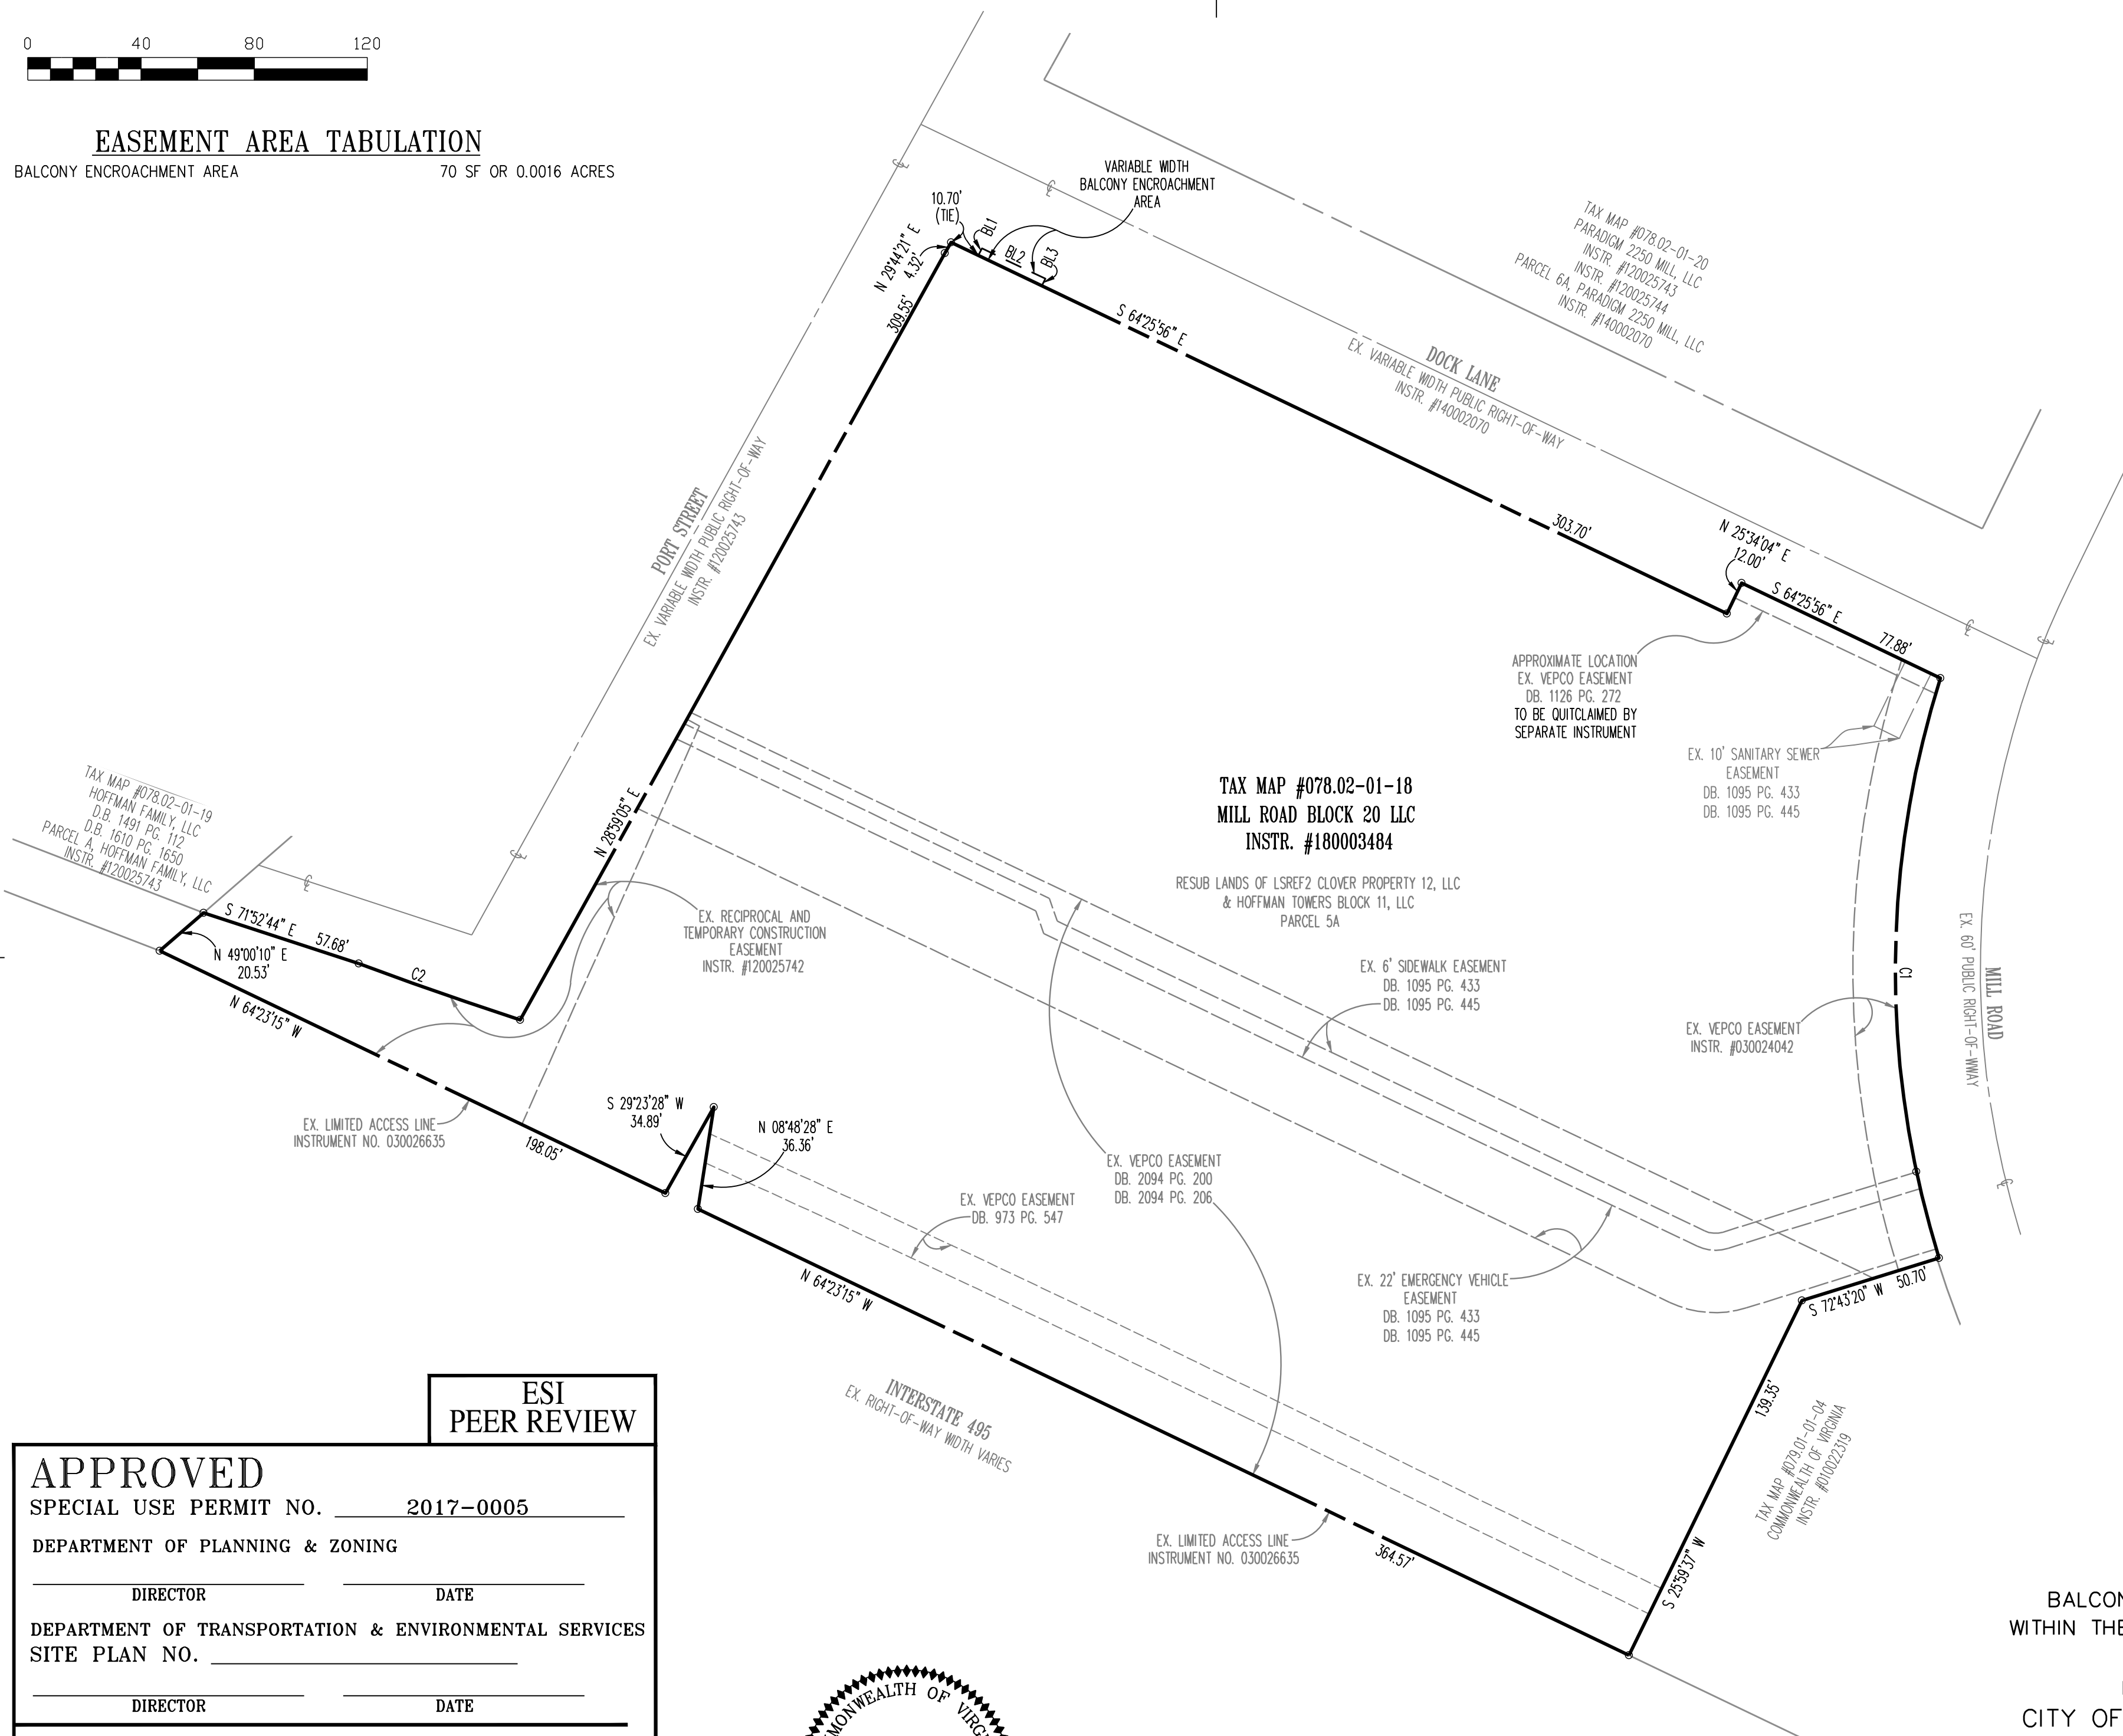 0 40 80 120
EASEMENT AREA TABULATION
BALCONY ENCROACHMENT AREA 70 SF OR 0.0016 ACRES
VARIABLE WIDTH
BALCONY ENCROACHMENT
AREA
10.70'
(TIE)
BL1
BL2
BL3
N 29°44'21" E
4.32'
309.55'
S 64°25'56" E
TAX MAP #078.02-01-20
PARADIGM 2250 MILL, LLC
INSTR. #120025743
INSTR. #120025744
PARCEL 6A, PARADIGM 2250 MILL, LLC
INSTR. #140002070
DOCK LANE
EX. VARIABLE WIDTH PUBLIC RIGHT-OF-WAY
INSTR. #140002070
303.70'
N 25°34'04" E
12.00'
S 64°25'56" E
77.88'
PORT STREET
EX. VARIABLE WIDTH PUBLIC RIGHT-OF-WAY
INSTR. #120025743
APPROXIMATE LOCATION
EX. VEPCO EASEMENT
DB. 1126 PG. 272
TO BE QUITCLAIMED BY
SEPARATE INSTRUMENT
EX. 10' SANITARY SEWER
EASEMENT
DB. 1095 PG. 433
DB. 1095 PG. 445
TAX MAP #078.02-01-19
HOFFMAN FAMILY, LLC
D.B. 1491 PG. 112
D.B. 1610 PG. 1650
PARCEL A, HOFFMAN FAMILY, LLC
INSTR. #120025743
N 28°59'05" E
TAX MAP #078.02-01-18
MILL ROAD BLOCK 20 LLC
INSTR. #180003484
RESUB LANDS OF LSREF2 CLOVER PROPERTY 12, LLC
& HOFFMAN TOWERS BLOCK 11, LLC
PARCEL 5A
S 71°52'44" E 57.68'
C2
N 49°00'10" E
20.53'
EX. RECIPROCAL AND
TEMPORARY CONSTRUCTION
EASEMENT
INSTR. #120025742
EX. 6' SIDEWALK EASEMENT
DB. 1095 PG. 433
DB. 1095 PG. 445
C1
MILL ROAD
EX. 60' PUBLIC RIGHT-OF-WWAY
EX. VEPCO EASEMENT
INSTR. #030024042
N 64°23'15" W
EX. LIMITED ACCESS LINE
INSTRUMENT NO. 030026635
198.05'
S 29°23'28" W
34.89'
N 08°48'28" E
36.36'
EX. VEPCO EASEMENT
DB. 2094 PG. 200
DB. 2094 PG. 206
EX. VEPCO EASEMENT
DB. 973 PG. 547
N 64°23'15" W
EX. 22' EMERGENCY VEHICLE
EASEMENT
DB. 1095 PG. 433
DB. 1095 PG. 445
S 72°43'20" W 50.70'
139.35'
INTERSTATE 495
EX. RIGHT-OF-WAY WIDTH VARIES
TAX MAP #079.01-01-04
COMMONWEALTH OF VIRGINIA
INSTR. #010022319
S 25°59'37" W
EX. LIMITED ACCESS LINE
INSTRUMENT NO. 030026635
364.57'
ESI
PEER REVIEW
APPROVED
SPECIAL USE PERMIT NO. 2017-0005
DEPARTMENT OF PLANNING & ZONING
DIRECTOR DATE
DEPARTMENT OF TRANSPORTATION & ENVIRONMENTAL SERVICES
SITE PLAN NO.
DIRECTOR DATE
MONWEALTH OF VIRG
BALCON
WITHIN THE
CITY OF